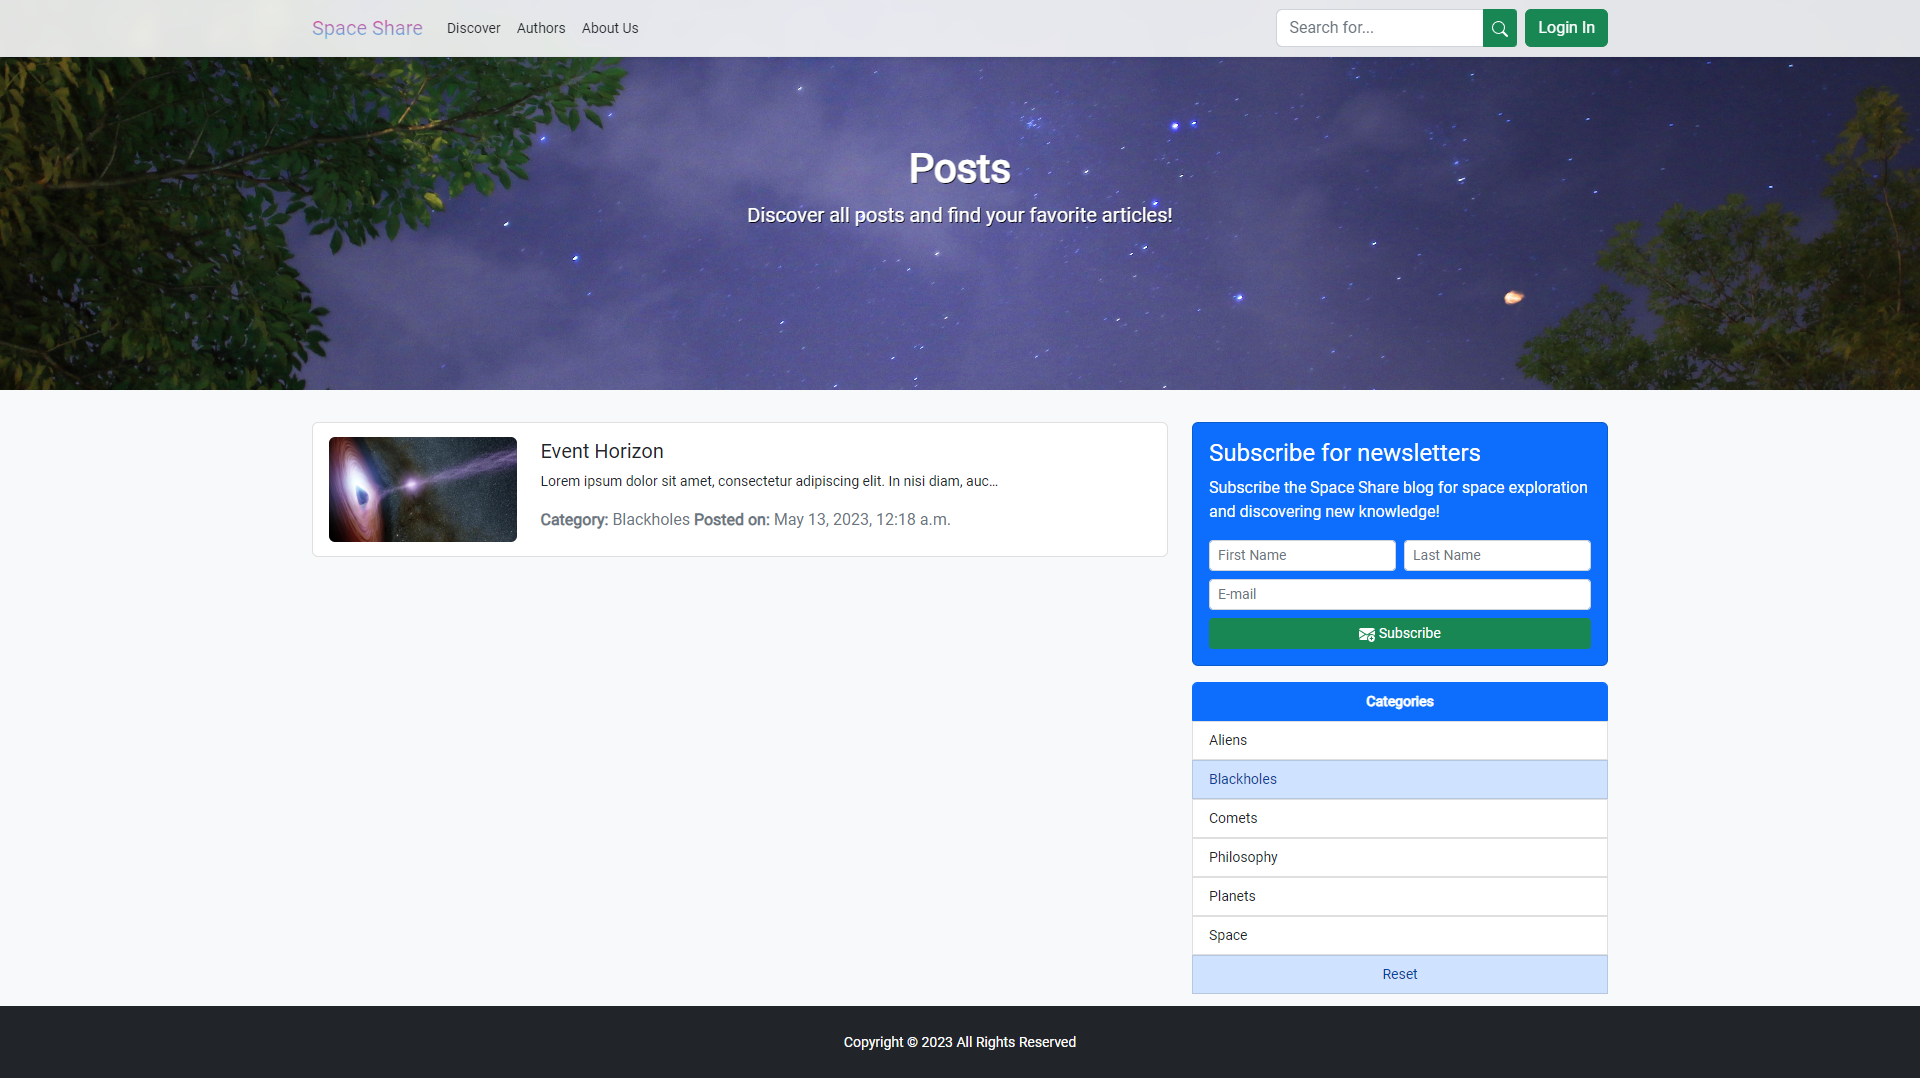 Space Share
Discover
Authors
About Us
Search for...
Login In
Posts
Discover all posts and find your favorite articles!
Event Horizon
Lorem ipsum dolor sit amet, consectetur adipiscing elit. In nisi diam, auc...
Category: Blackholes Posted on: May 13, 2023, 12:18 a.m.
Subscribe for newsletters
Subscribe the Space Share blog for space exploration
and discovering new knowledge!
First Name
Last Name
E-mail
Subscribe
Categories
Aliens
Blackholes
Comets
Philosophy
Planets
Space
Reset
Copyright © 2023 All Rights Reserved